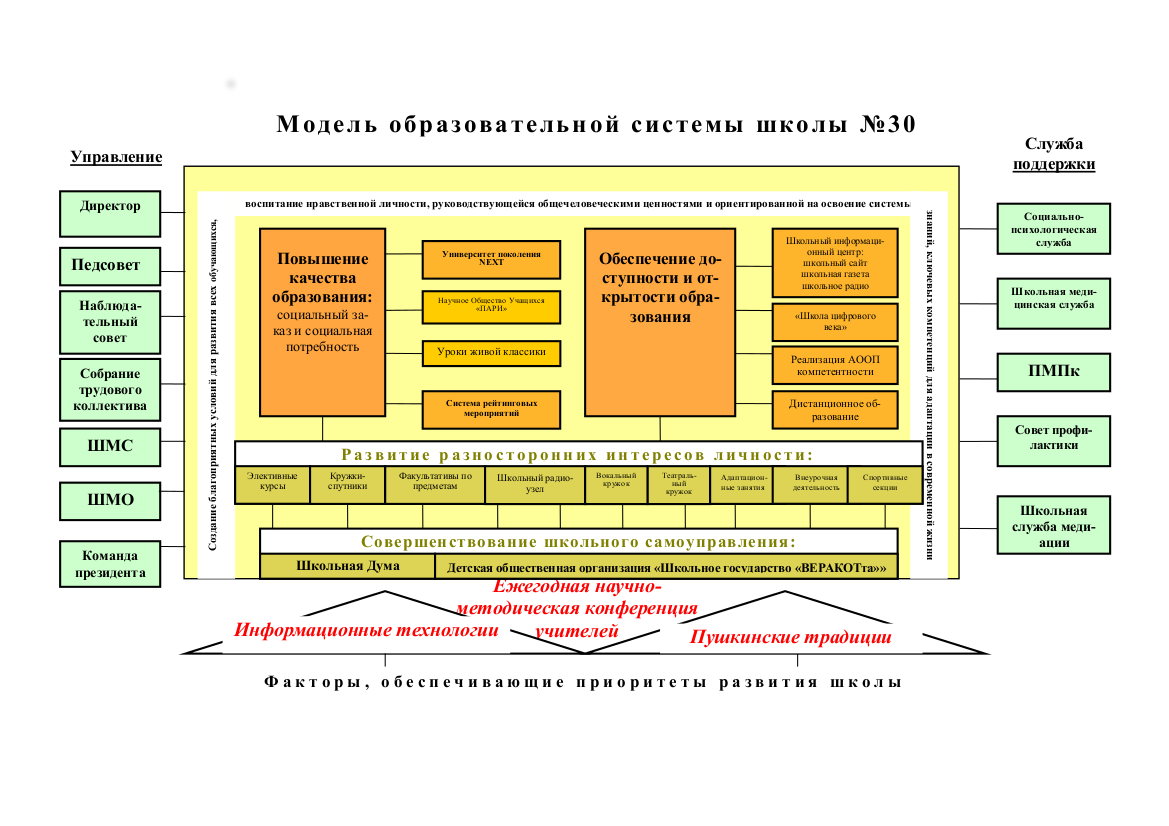 Модель образовательной системы школы №30
Управление
Служба
поддержки
Директор
Педсовет
Наблюда-
тельный
совет
Собрание
трудового
коллектива
ШМС
ШМО
Команда
президента
Создание благоприятных условий для развития всех обучающихся,
воспитание нравственной личности, руководствующейся общечеловеческими ценностями и ориентированной на освоение системы
знаний, ключевых компетенций для адаптации в современной жизни
Повышение
качества
образования:
социальный за-
каз и социальная
потребность
Университет поколения
NEXT
Научное Общество Учащихся
«ПАРИ»
Уроки живой классики
Система рейтинговых
мероприятий
Обеспечение до-
ступности и от-
крытости обра-
зования
Школьный информаци-
онный центр:
школьный сайт
школьная газета
школьное радио
«Школа цифрового
века»
Реализация АООП
компетентности
Дистанционное об-
разование
Социально-
психологическая
служба
Школьная меди-
цинская служба
ПМПк
Совет профи-
лактики
Школьная
служба меди-
ации
Развитие разносторонних интересов личности:
Элективные
курсы
Кружки-
спутники
Факультативы по
предметам
Школьный радио-
узел
Вокальный
кружок
Театраль-
ный
кружок
Адаптацион-
ные занятия
Внеурочная
деятельность
Спортивные
секции
Совершенствование школьного самоуправления:
Школьная Дума
Детская общественная организация «Школьное государство «ВЕРАКОТта»»
Ежегодная научно-
методическая конференция
учителей
Информационные технологии
Пушкинские традиции
Факторы, обеспечивающие приоритеты развития школы